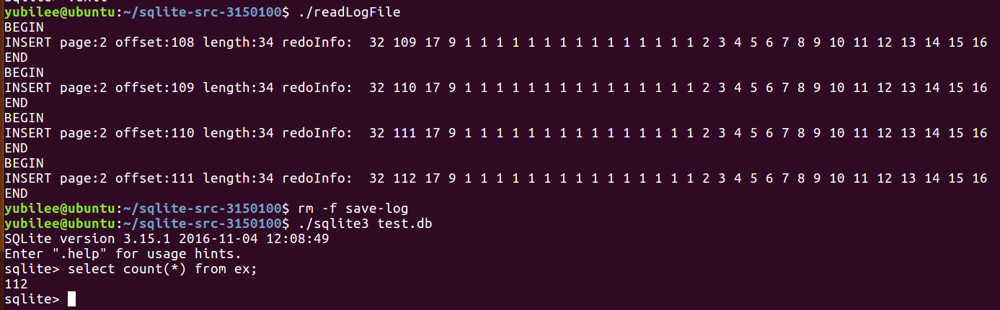 yubilee@ubuntu:~/sqlite-src-3150100$ ./readLogFile
BEGIN
INSERT page:2 offset:108 length:34 redoInfo:  32 109 17 9 1 1 1 1 1 1 1 1 1 1 1 1 1 1 1 2 3 4 5 6 7 8 9 10 11 12 13 14 15 16
END
BEGIN
INSERT page:2 offset:109 length:34 redoInfo:  32 110 17 9 1 1 1 1 1 1 1 1 1 1 1 1 1 1 1 2 3 4 5 6 7 8 9 10 11 12 13 14 15 16
END
BEGIN
INSERT page:2 offset:110 length:34 redoInfo:  32 111 17 9 1 1 1 1 1 1 1 1 1 1 1 1 1 1 1 2 3 4 5 6 7 8 9 10 11 12 13 14 15 16
END
BEGIN
INSERT page:2 offset:111 length:34 redoInfo:  32 112 17 9 1 1 1 1 1 1 1 1 1 1 1 1 1 1 1 2 3 4 5 6 7 8 9 10 11 12 13 14 15 16
END
yubilee@ubuntu:~/sqlite-src-3150100$ rm -f save-log
yubilee@ubuntu:~/sqlite-src-3150100$ ./sqlite3 test.db
SQLite version 3.15.1 2016-11-04 12:08:49
Enter ".help" for usage hints.
sqlite> select count(*) from ex;
112
sqlite>